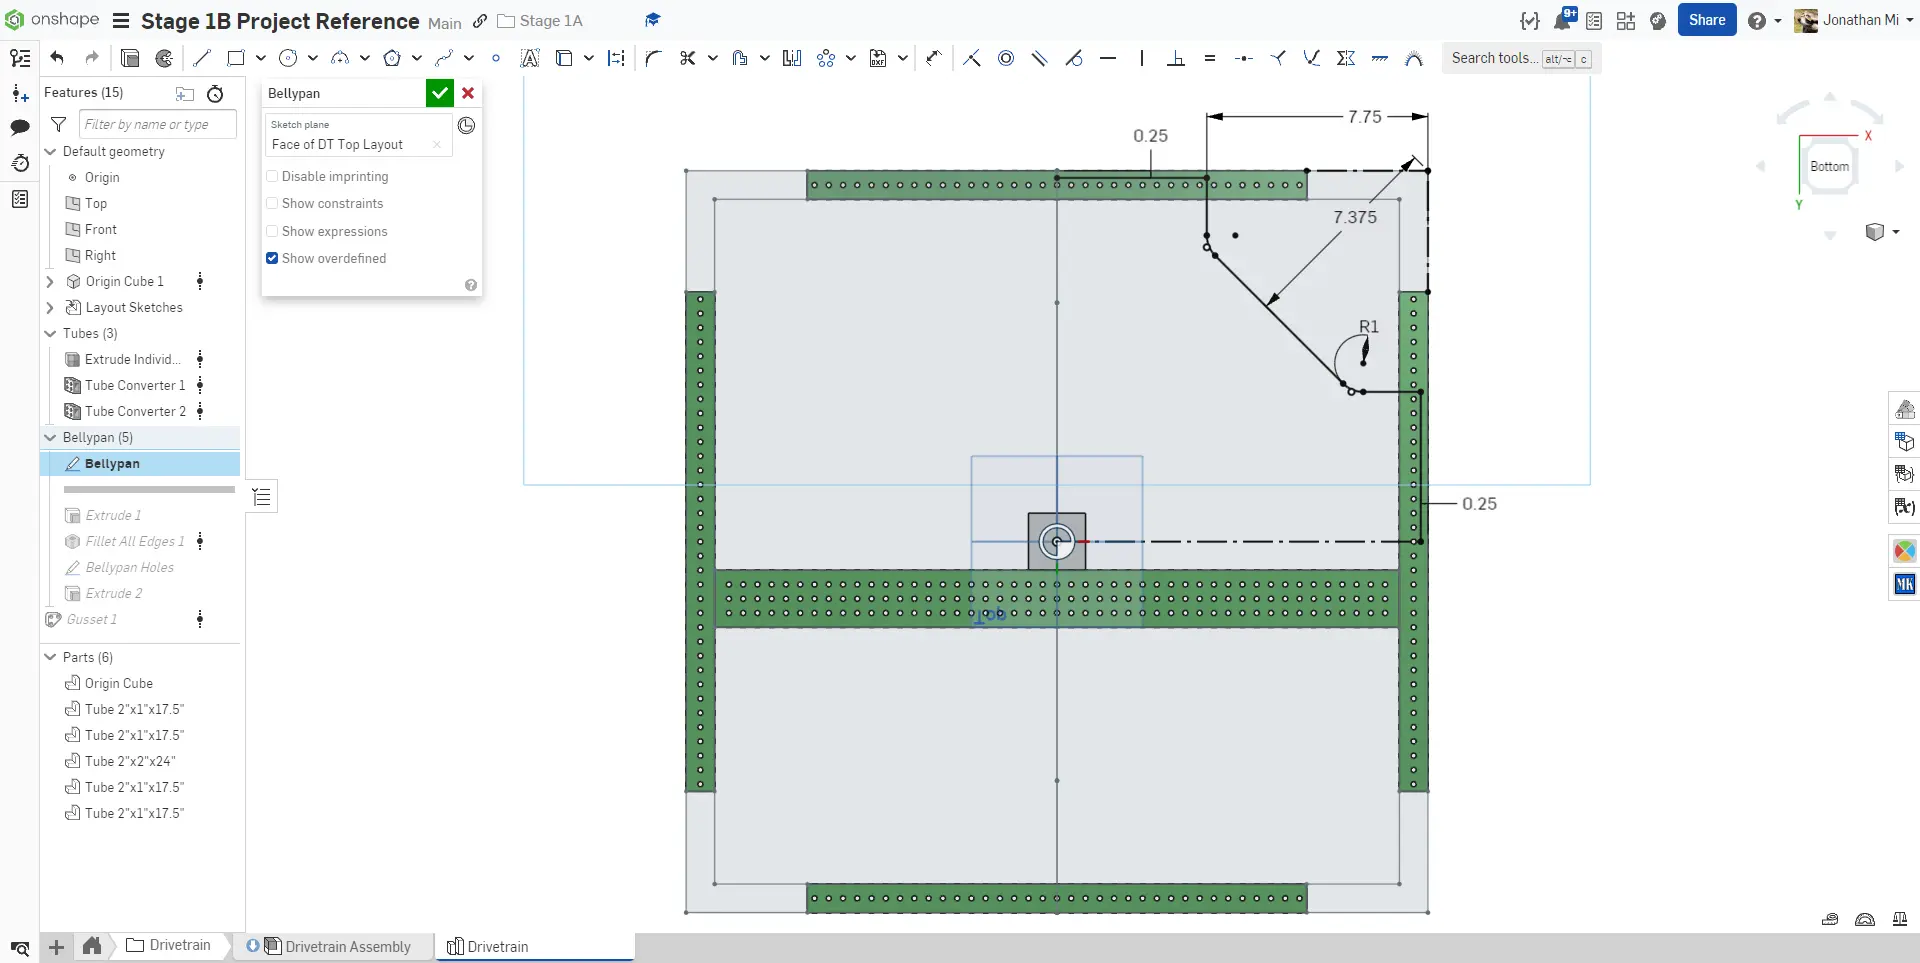 onshape
Stage 1B Project Reference
Main
Stage 1A
9+
Share
Jonathan Mi
Search tools...
alt/⌥
c
Features (15)
Filter by name or type
Default geometry
Origin
Top
Front
Right
Origin Cube 1
Layout Sketches
Tubes (3)
Extrude Individ...
Tube Converter 1
Tube Converter 2
Bellypan (5)
Bellypan
Extrude 1
Fillet All Edges 1
Bellypan Holes
Extrude 2
Gusset 1
Parts (6)
Origin Cube
Tube 2"x1"x17.5"
Tube 2"x1"x17.5"
Tube 2"x2"x24"
Tube 2"x1"x17.5"
Tube 2"x1"x17.5"
Bellypan
Sketch plane
Face of DT Top Layout
Disable imprinting
Show constraints
Show expressions
Show overdefined
7.75
0.25
7.375
R1
0.25
Top
X
Bottom
Y
MK
Drivetrain
Drivetrain Assembly
Drivetrain